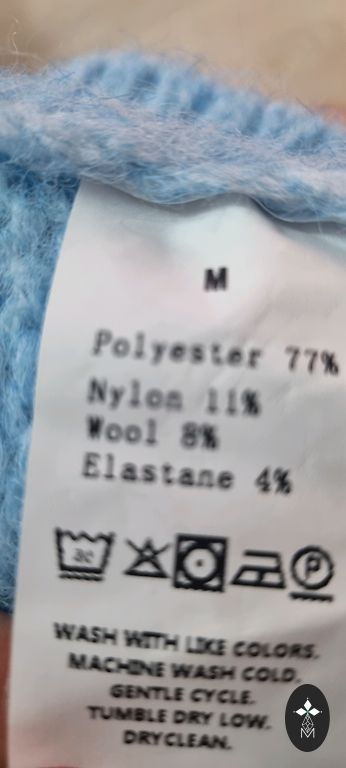 M
Polyester 77%
Nylon 11%
Wool 8%
Elastane 4%
P
WASH WITH LIKE COLORS.
MACHINE WASH COLD.
GENTLE CYCLE.
TUMBLE DRY LOW.
DRYCLEAN.
M